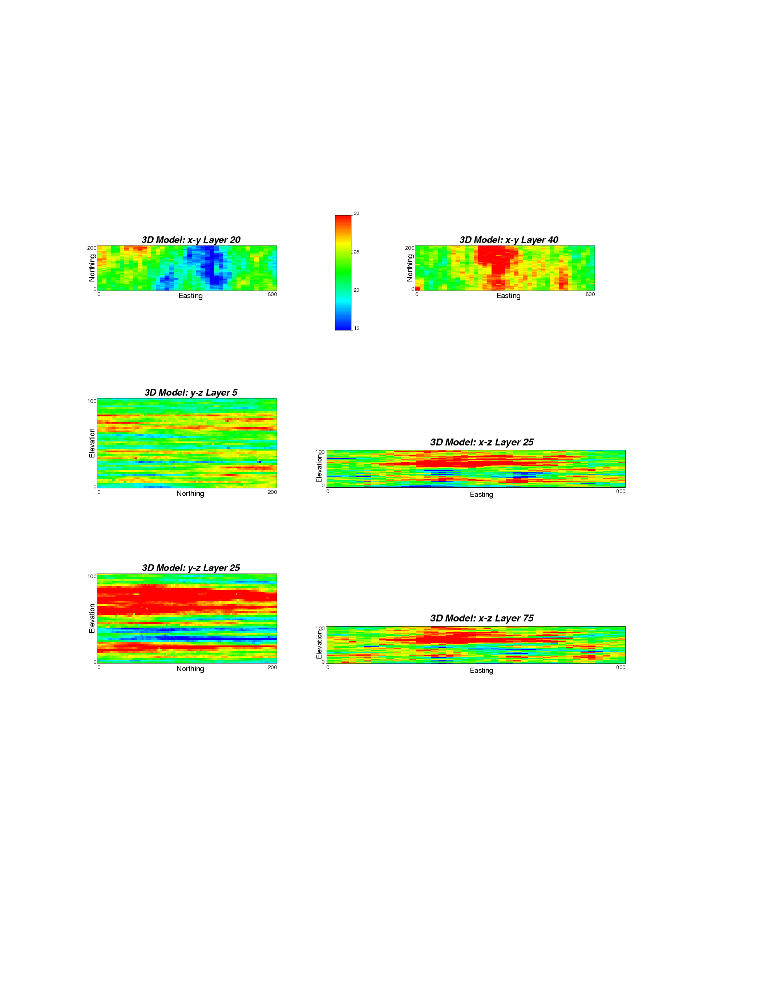 30
3D Model: x-y Layer 20
3D Model: x-y Layer 40
200
Northing
0
0
Easting
800
25
20
15
200
Northing
0
0
Easting
800
3D Model: y-z Layer 5
100
Elevation
0
0
Northing
200
3D Model: x-z Layer 25
100
Elevation
0
0
Easting
800
3D Model: y-z Layer 25
100
Elevation
0
0
Northing
200
3D Model: x-z Layer 75
100
Elevation
0
0
Easting
800